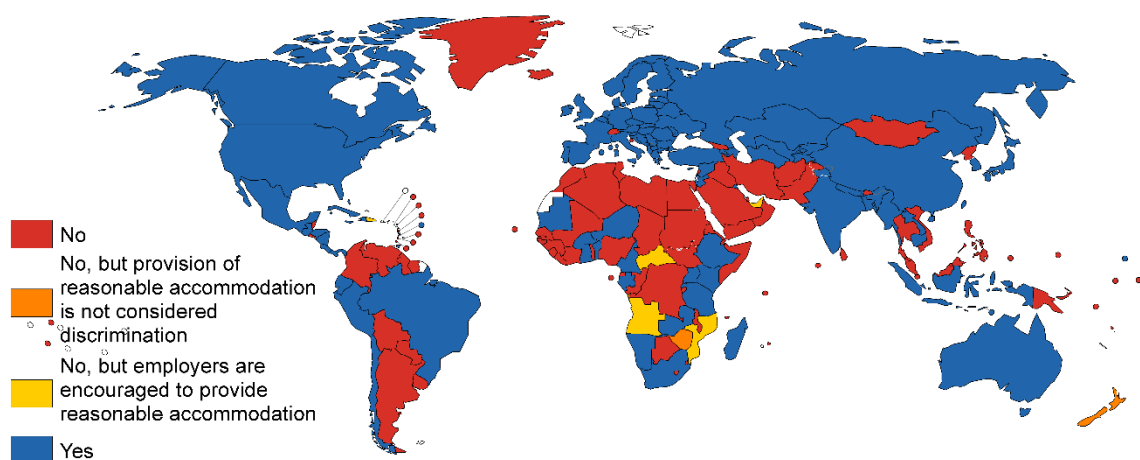 No
No, but provision of
reasonable accommodation
is not considered
discrimination
No, but employers are
encouraged to provide
reasonable accommodation
Yes